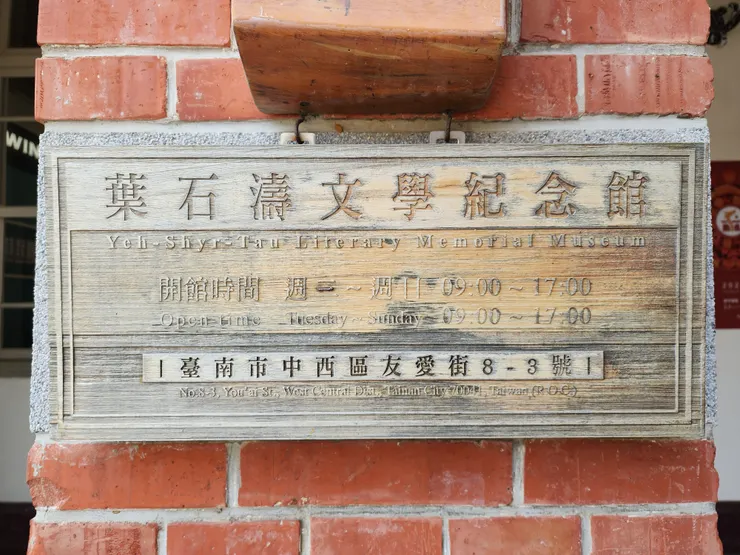 葉石濤文學紀念館
Yeh-Shyr-Tau Literary Memorial Museum
開館時間 週二～週日 09:00～17:00
Open time Tuesday～Sunday 09:00～17:00
臺南市中西區友愛街8-3號
No.8-3, You'ai St., West Central Dist., Tainan City 70041, Taiwan (R.O.C.)
WIN